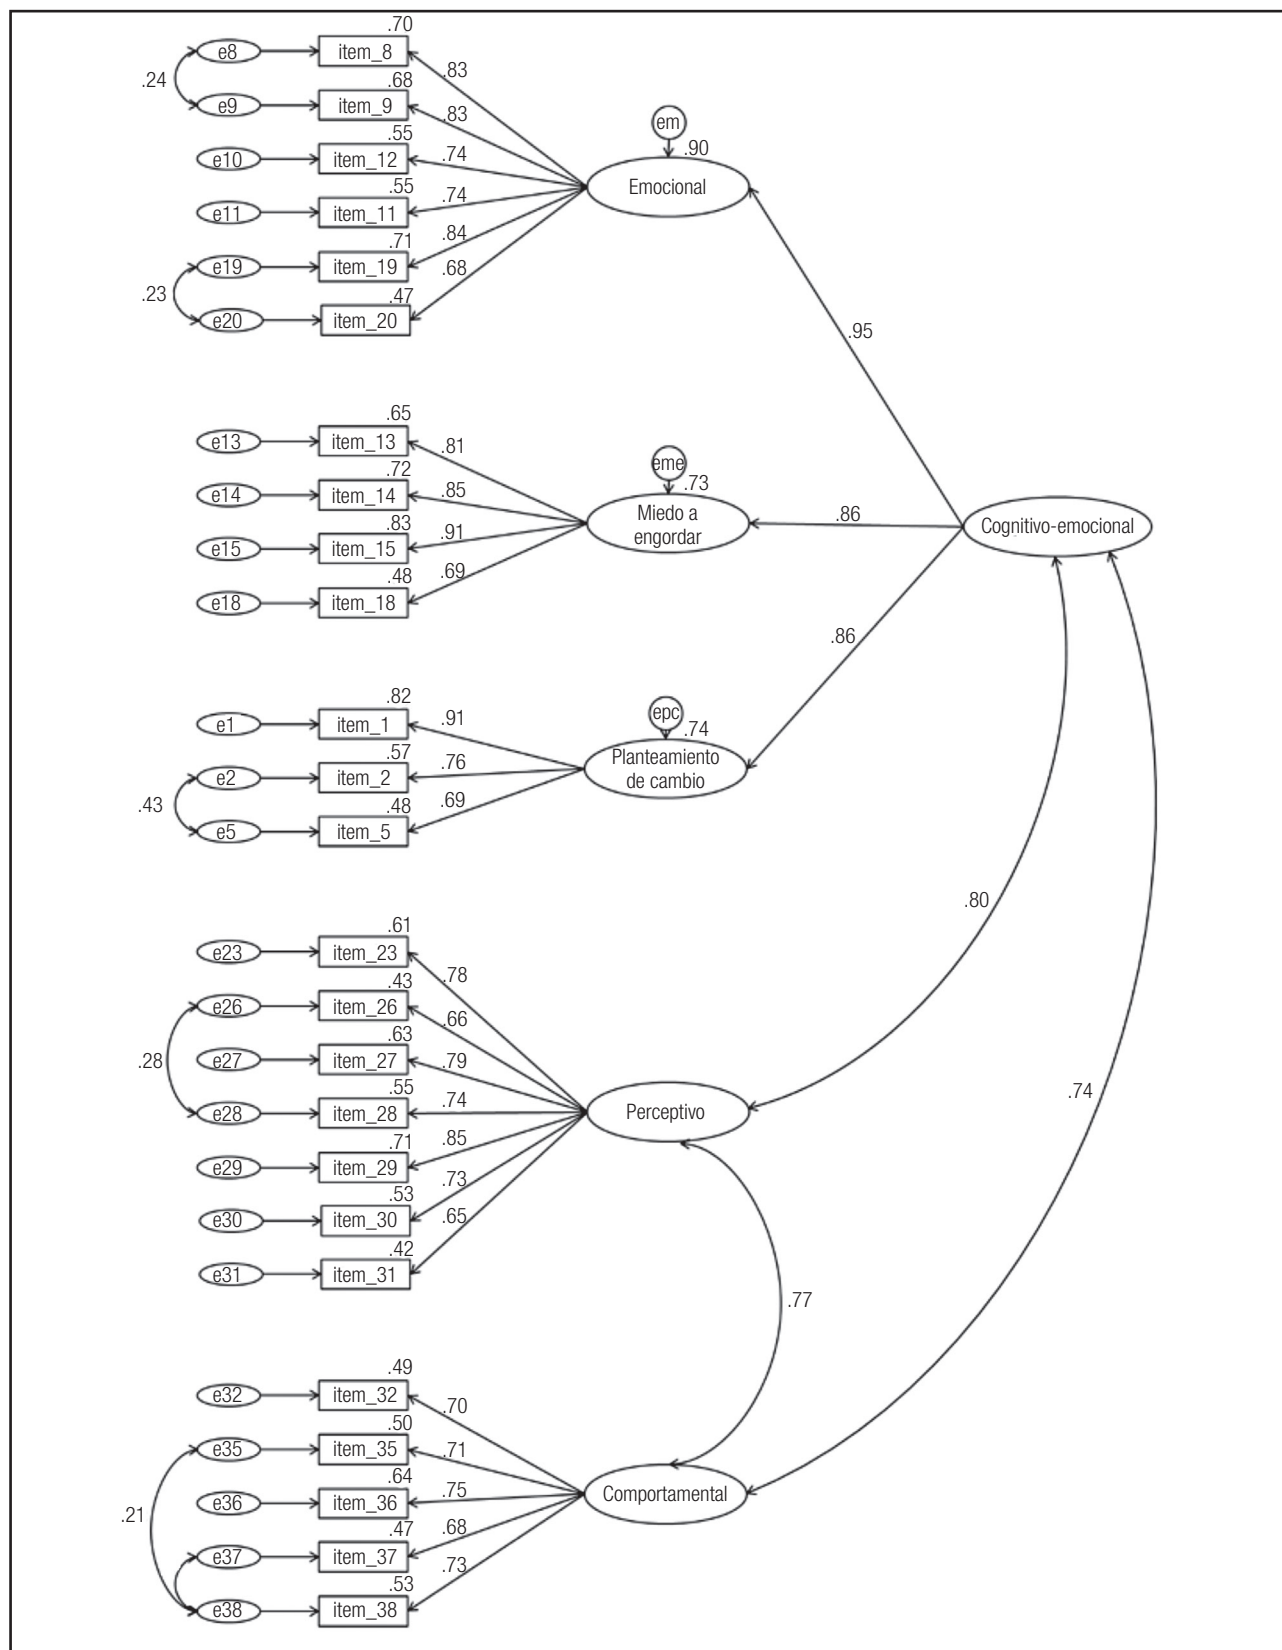 .70
e8 item_8 .83
.24 .68
e9 item_9 .83
.55
e10 item_12 .74
.55
e11 item_11 .74
.71
e19 item_19 .84
.23 .47
e20 item_20 .68
em
.90
Emocional
.95
.65
e13 item_13 .81
.72
e14 item_14 .85
.83
e15 item_15 .91
.48
e18 item_18 .69
eme
.73
Miedo a
engordar
.86
Cognitivo-emocional
.86
.82
e1 item_1 .91
.57
e2 item_2 .76
.43 .48
e5 item_5 .69
epc
.74
Planteamiento
de cambio
.80
.74
.61
e23 item_23 .78
.43
e26 item_26 .66
.63
.28 e27 item_27 .79
.55
e28 item_28 .74
.71
e29 item_29 .85
.53
e30 item_30 .73
.42
e31 item_31 .65
Perceptivo
.77
.49
e32 item_32 .70
.50
e35 item_35 .71
.64
.21 e36 item_36 .75
.47
e37 item_37 .68
.53
e38 item_38 .73
Comportamental